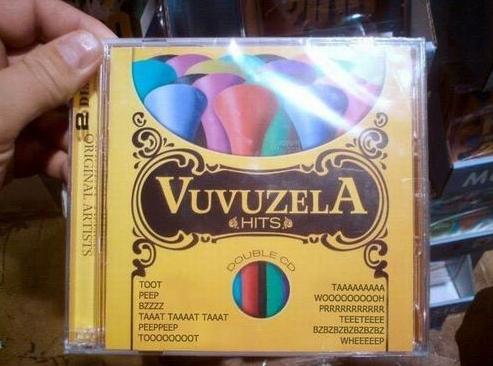 2
ORIGINAL ARTISTS
VUVUZELA
HITS
DOUBLE CD
TOOT
PEEP
BZZZZ
TAAAT TAAAAT TAAAT
PEEPPEEP
TOOOOOOOOT
TAAAAAAAAA
WOOOOOOOOOH
PRRRRRRRRRRR
TEEETEEEE
BZBZBZBZBZBZBZ
WHEEEEEP